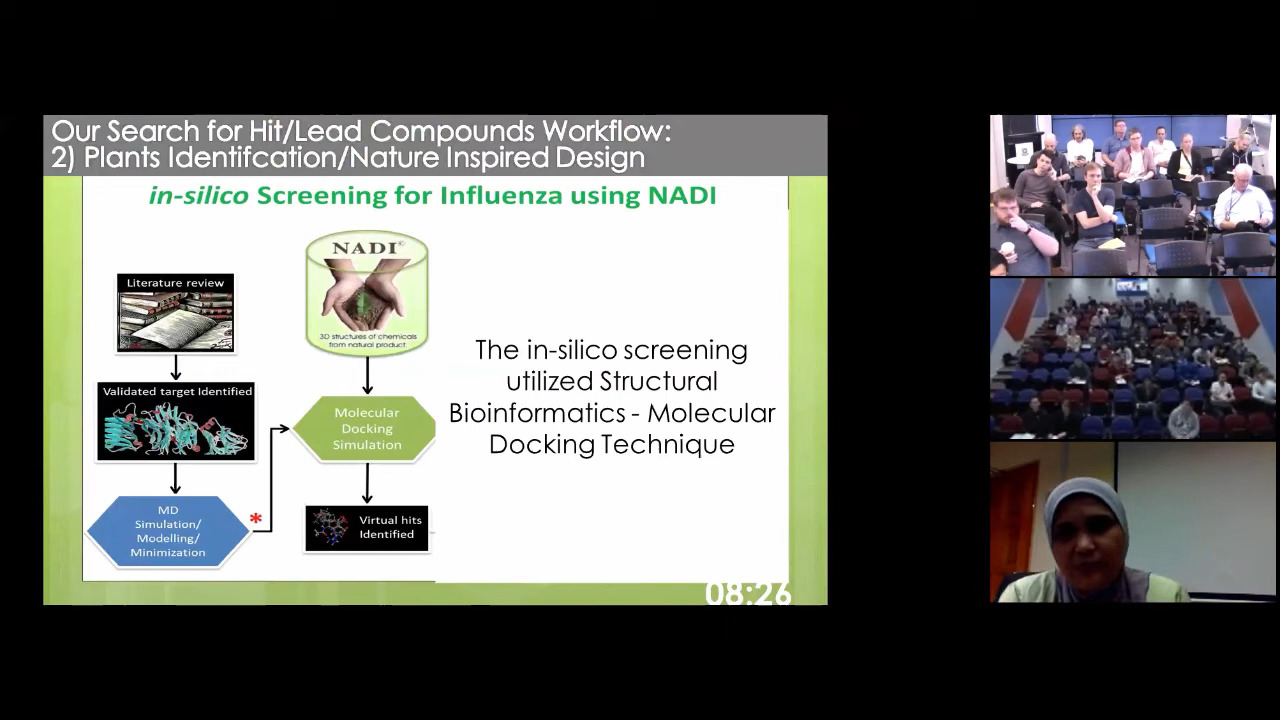 Our Search for Hit/Lead Compounds Workflow:
2) Plants Identifcation/Nature Inspired Design
in-silico Screening for Influenza using NADI
NADI©
3D structures of chemicals
from natural product
Literature review
Validated target Identified
MD
Simulation/
Modelling/
Minimization
*
Molecular
Docking
Simulation
Virtual hits
Identified
The in-silico screening
utilized Structural
Bioinformatics - Molecular
Docking Technique
08:26